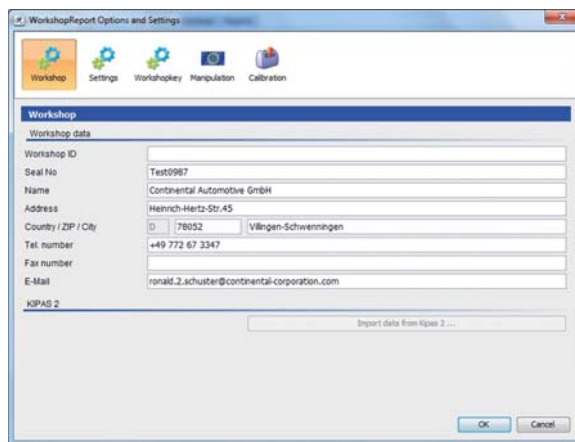 WorkshopReport Options and Settings
Workshop Settings Workshopkey Manipulation Calibration
Workshop
Workshop data
Workshop ID
Seal No Test0987
Name Continental Automotive GmbH
Address Heinrich-Hertz-Str.45
Country / ZIP / City D 78052 Villingen-Schwenningen
Tel. number +49 772 67 3347
Fax number
E-Mail ronald.2.schuster@continental-corporation.com
KIPAS 2
Import data from Kipas 2 ...
OK Cancel